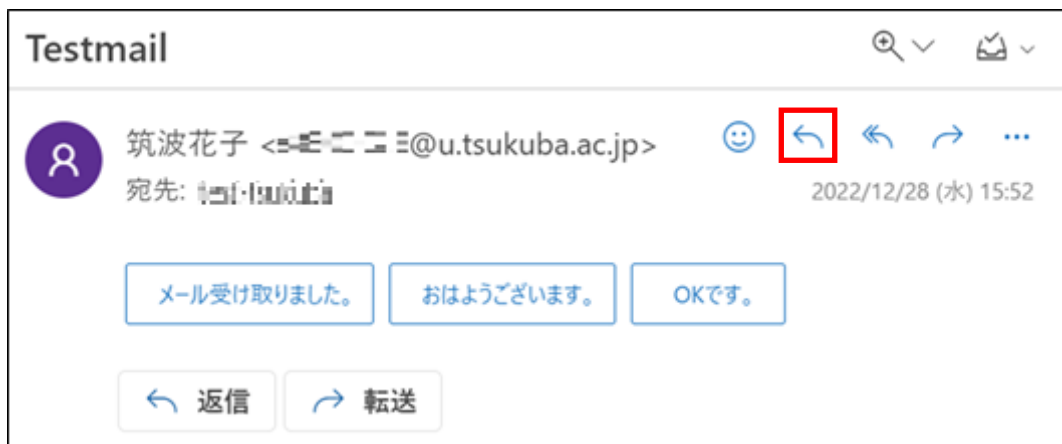 Testmail
筑波花子 <@u.tsukuba.ac.jp>
宛先:
2022/12/28 (水) 15:52
メール受け取りました。 おはようございます。 OKです。
返信 転送